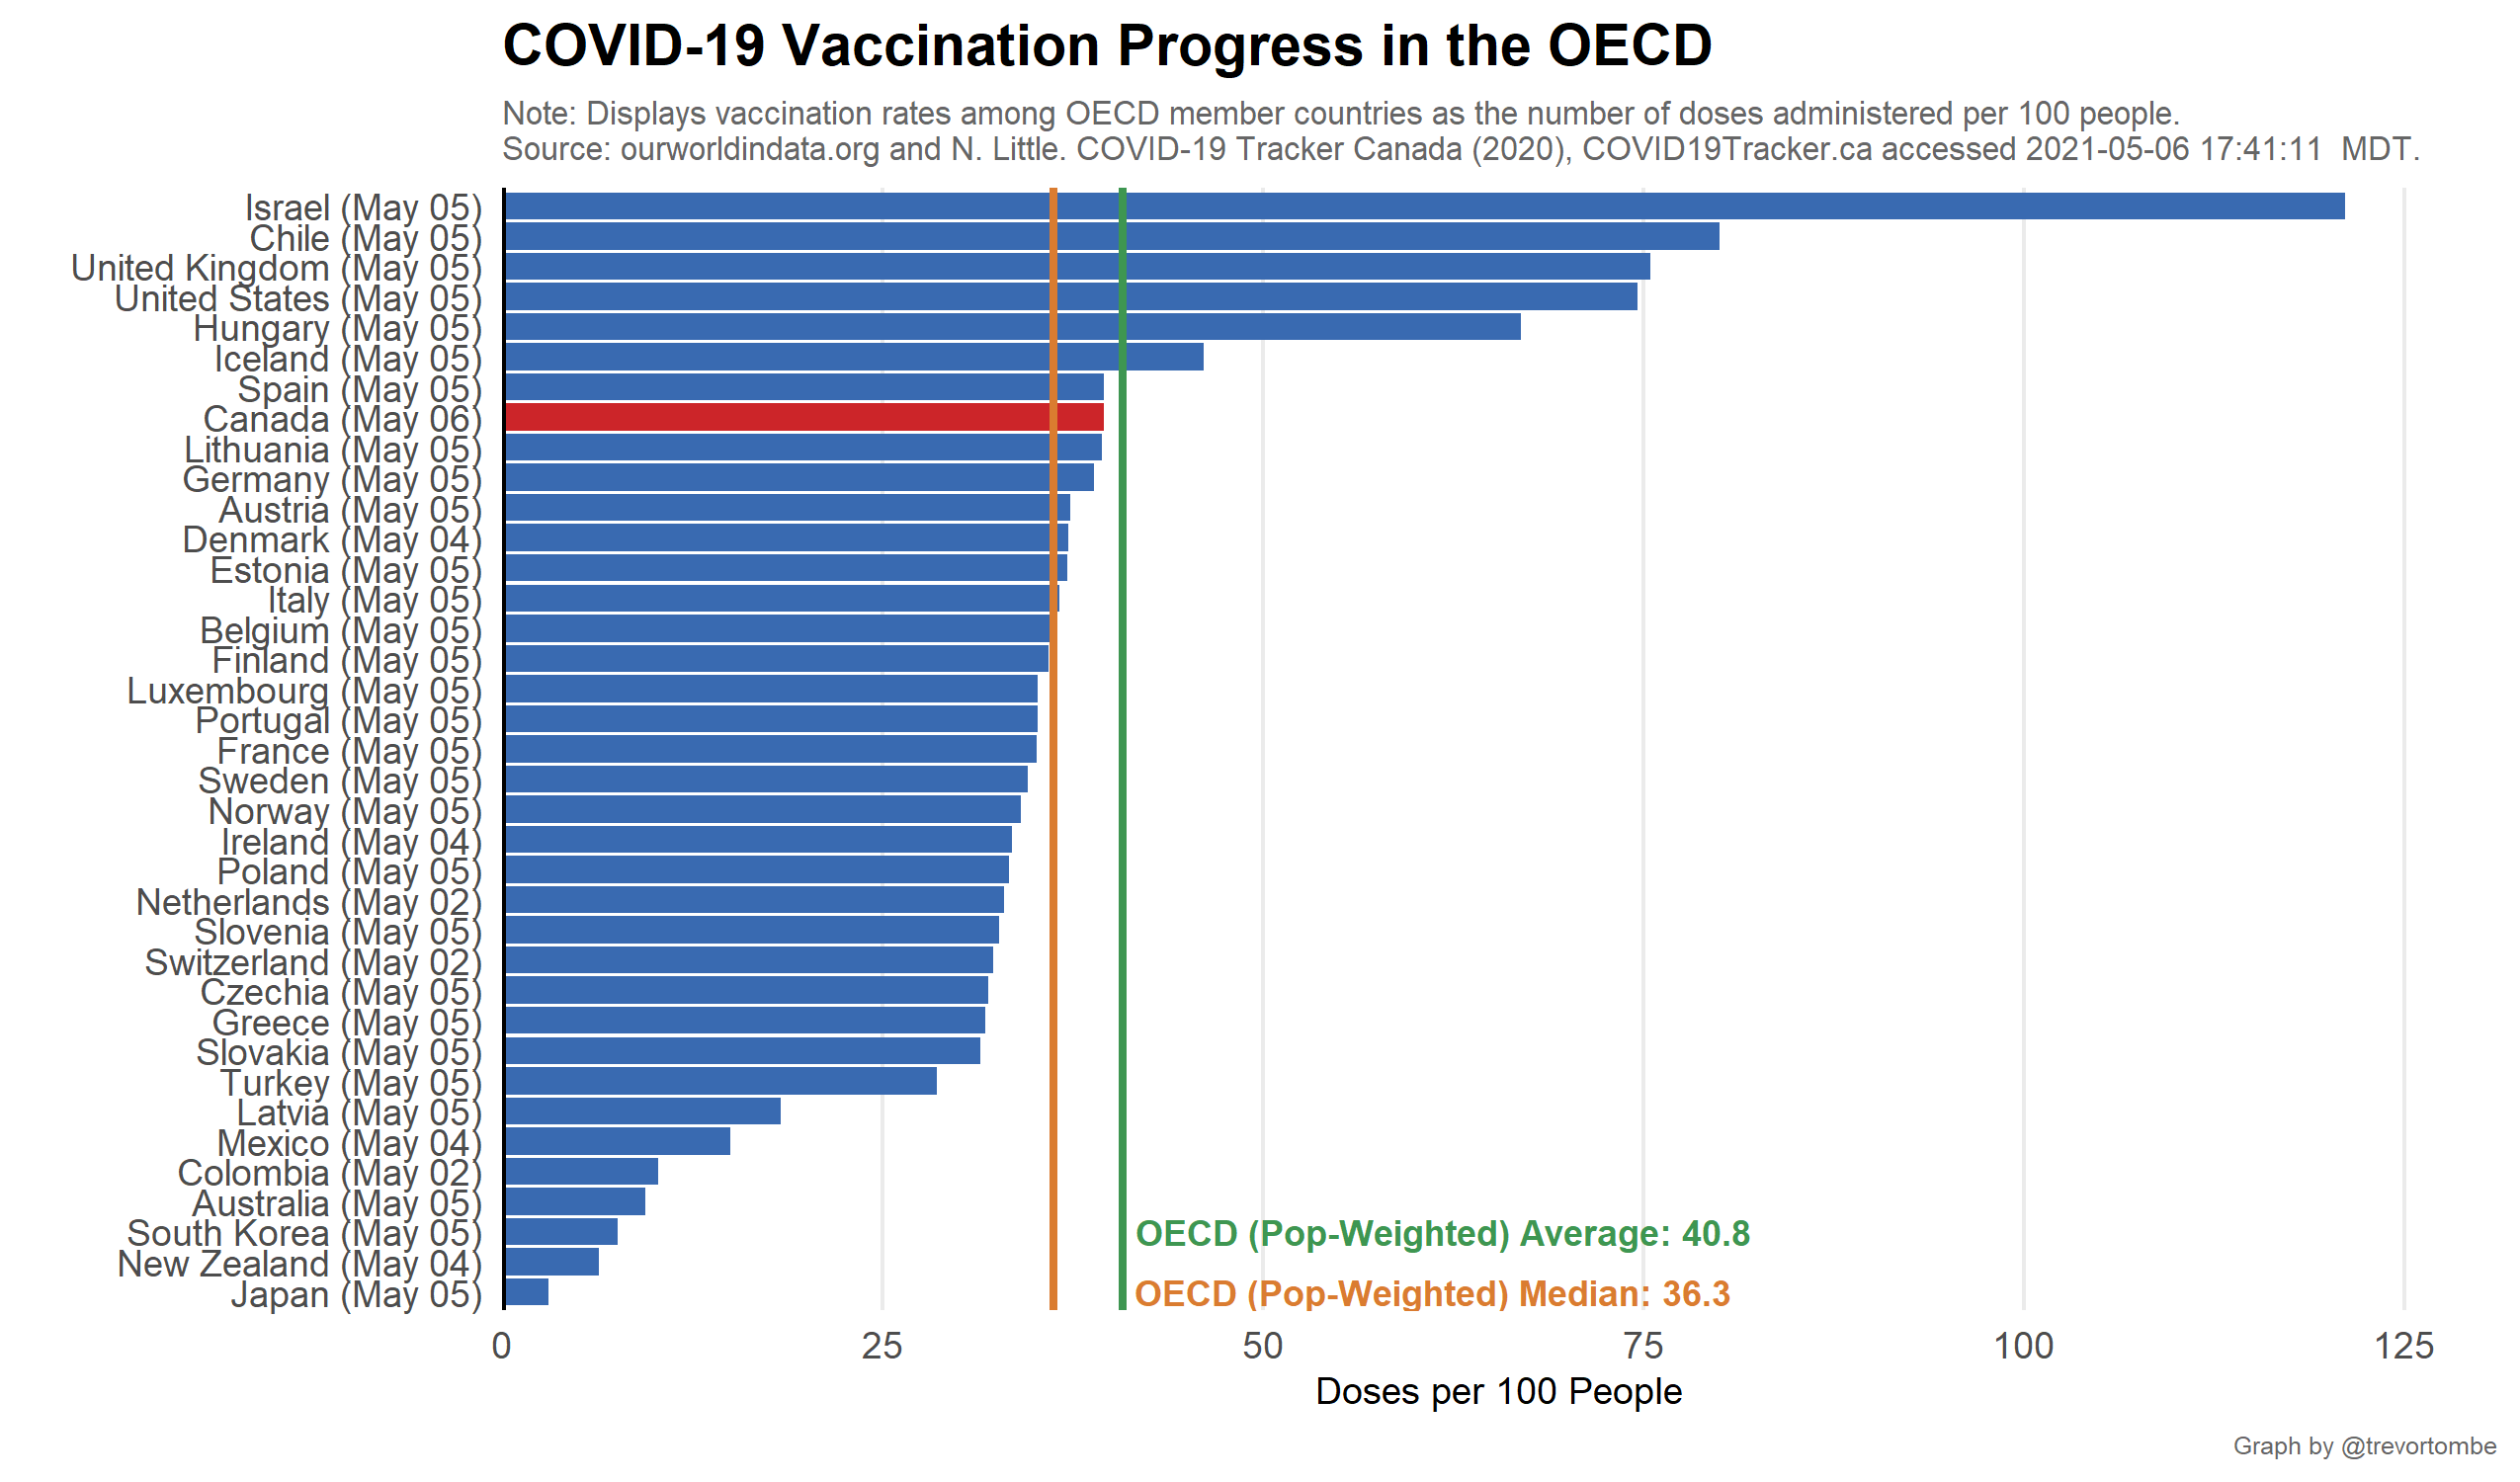 COVID-19 Vaccination Progress in the OECD
Note: Displays vaccination rates among OECD member countries as the number of doses administered per 100 people.
Source: ourworldindata.org and N. Little. COVID-19 Tracker Canada (2020), COVID19Tracker.ca accessed 2021-05-06 17:41:11  MDT.
Israel (May 05)
Chile (May 05)
United Kingdom (May 05)
United States (May 05)
Hungary (May 05)
Iceland (May 05)
Spain (May 05)
Canada (May 06)
Lithuania (May 05)
Germany (May 05)
Austria (May 05)
Denmark (May 04)
Estonia (May 05)
Italy (May 05)
Belgium (May 05)
Finland (May 05)
Luxembourg (May 05)
Portugal (May 05)
France (May 05)
Sweden (May 05)
Norway (May 05)
Ireland (May 04)
Poland (May 05)
Netherlands (May 02)
Slovenia (May 05)
Switzerland (May 02)
Czechia (May 05)
Greece (May 05)
Slovakia (May 05)
Turkey (May 05)
Latvia (May 05)
Mexico (May 04)
Colombia (May 02)
Australia (May 05)
South Korea (May 05)
New Zealand (May 04)
Japan (May 05)
OECD (Pop-Weighted) Average: 40.8
OECD (Pop-Weighted) Median: 36.3
0 25 50 75 100 125
Doses per 100 People
Graph by @trevortombe